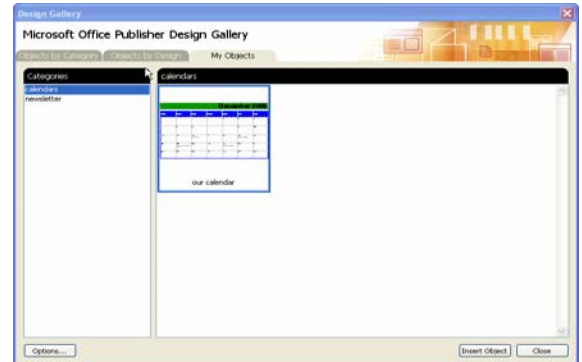 Design Gallery
Microsoft Office Publisher Design Gallery
Objects by Category
Objects by Design
My Objects
Categories
calendars
calendars
newsletter
December
our calendar
Options...
Insert Object
Close